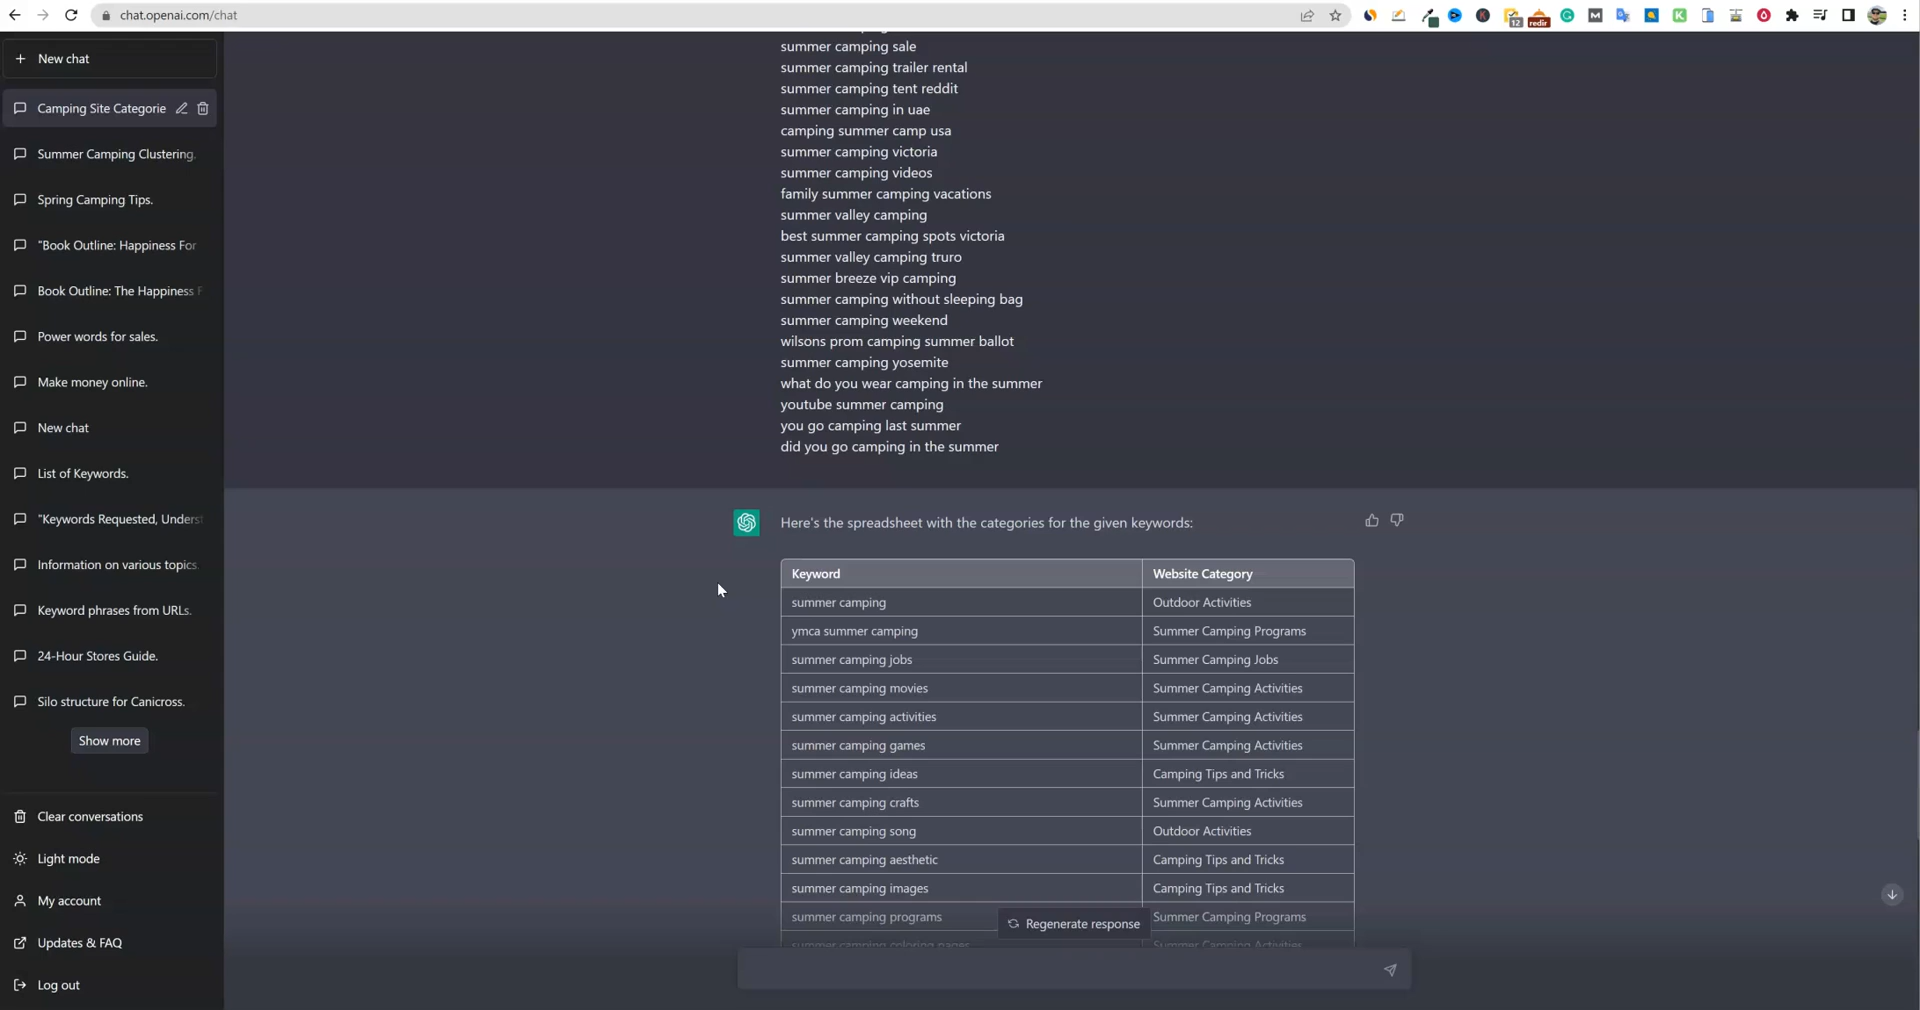 chat.openai.com/chat
12
redir
New chat
Camping Site Categorie
Summer Camping Clustering.
Spring Camping Tips.
"Book Outline: Happiness For
Book Outline: The Happiness F
Power words for sales.
Make money online.
New chat
List of Keywords.
"Keywords Requested, Underst
Information on various topics.
Keyword phrases from URLs.
24-Hour Stores Guide.
Silo structure for Canicross.
Show more
Clear conversations
Light mode
My account
Updates & FAQ
Log out
summer camping sale
summer camping trailer rental
summer camping tent reddit
summer camping in uae
camping summer camp usa
summer camping victoria
summer camping videos
family summer camping vacations
summer valley camping
best summer camping spots victoria
summer valley camping truro
summer breeze vip camping
summer camping without sleeping bag
summer camping weekend
wilsons prom camping summer ballot
summer camping yosemite
what do you wear camping in the summer
youtube summer camping
you go camping last summer
did you go camping in the summer
Here's the spreadsheet with the categories for the given keywords:
Keyword Website Category
summer camping Outdoor Activities
ymca summer camping Summer Camping Programs
summer camping jobs Summer Camping Jobs
summer camping movies Summer Camping Activities
summer camping activities Summer Camping Activities
summer camping games Summer Camping Activities
summer camping ideas Camping Tips and Tricks
summer camping crafts Summer Camping Activities
summer camping song Outdoor Activities
summer camping aesthetic Camping Tips and Tricks
summer camping images Camping Tips and Tricks
summer camping programs Summer Camping Programs
summer camping coloring pages Summer Camping Activities
Regenerate response